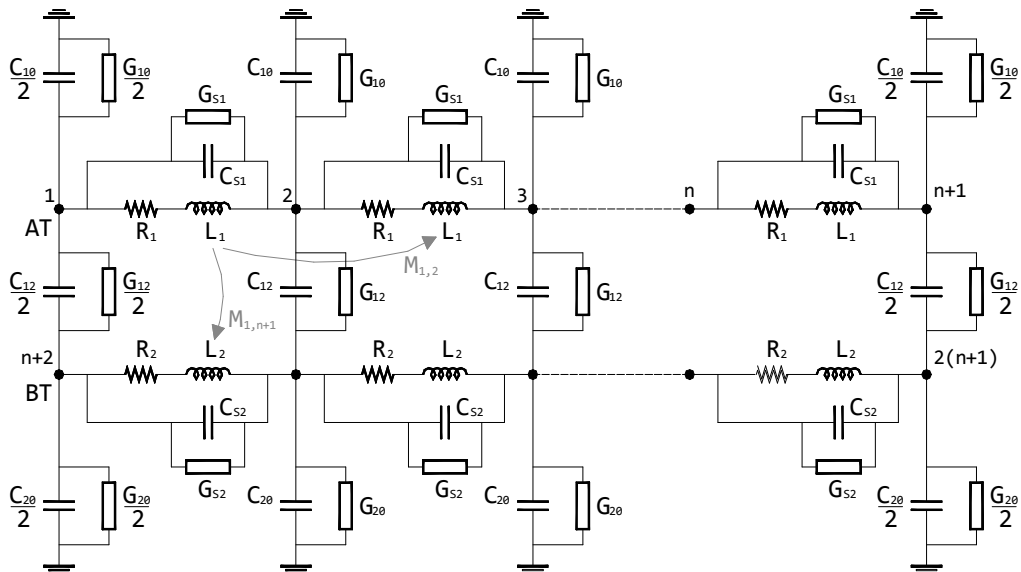 C₁₀/2 G₁₀/2 C₁₀ G₁₀ C₁₀ G₁₀ C₁₀/2 G₁₀/2
Gₛ₁ Gₛ₁ Gₛ₁
Cₛ₁ Cₛ₁ Cₛ₁
1 2 3 n n+1
AT R₁ L₁ R₁ L₁ R₁ L₁
M₁,₂
C₁₂/2 G₁₂/2 C₁₂ G₁₂ C₁₂ G₁₂ C₁₂/2 G₁₂/2
M₁,ₙ₊₁
R₂ L₂ R₂ L₂ R₂ L₂
n+2 2(n+1)
BT
Cₛ₂ Cₛ₂ Cₛ₂
Gₛ₂ Gₛ₂ Gₛ₂
C₂₀/2 G₂₀/2 C₂₀ G₂₀ C₂₀ G₂₀ C₂₀/2 G₂₀/2